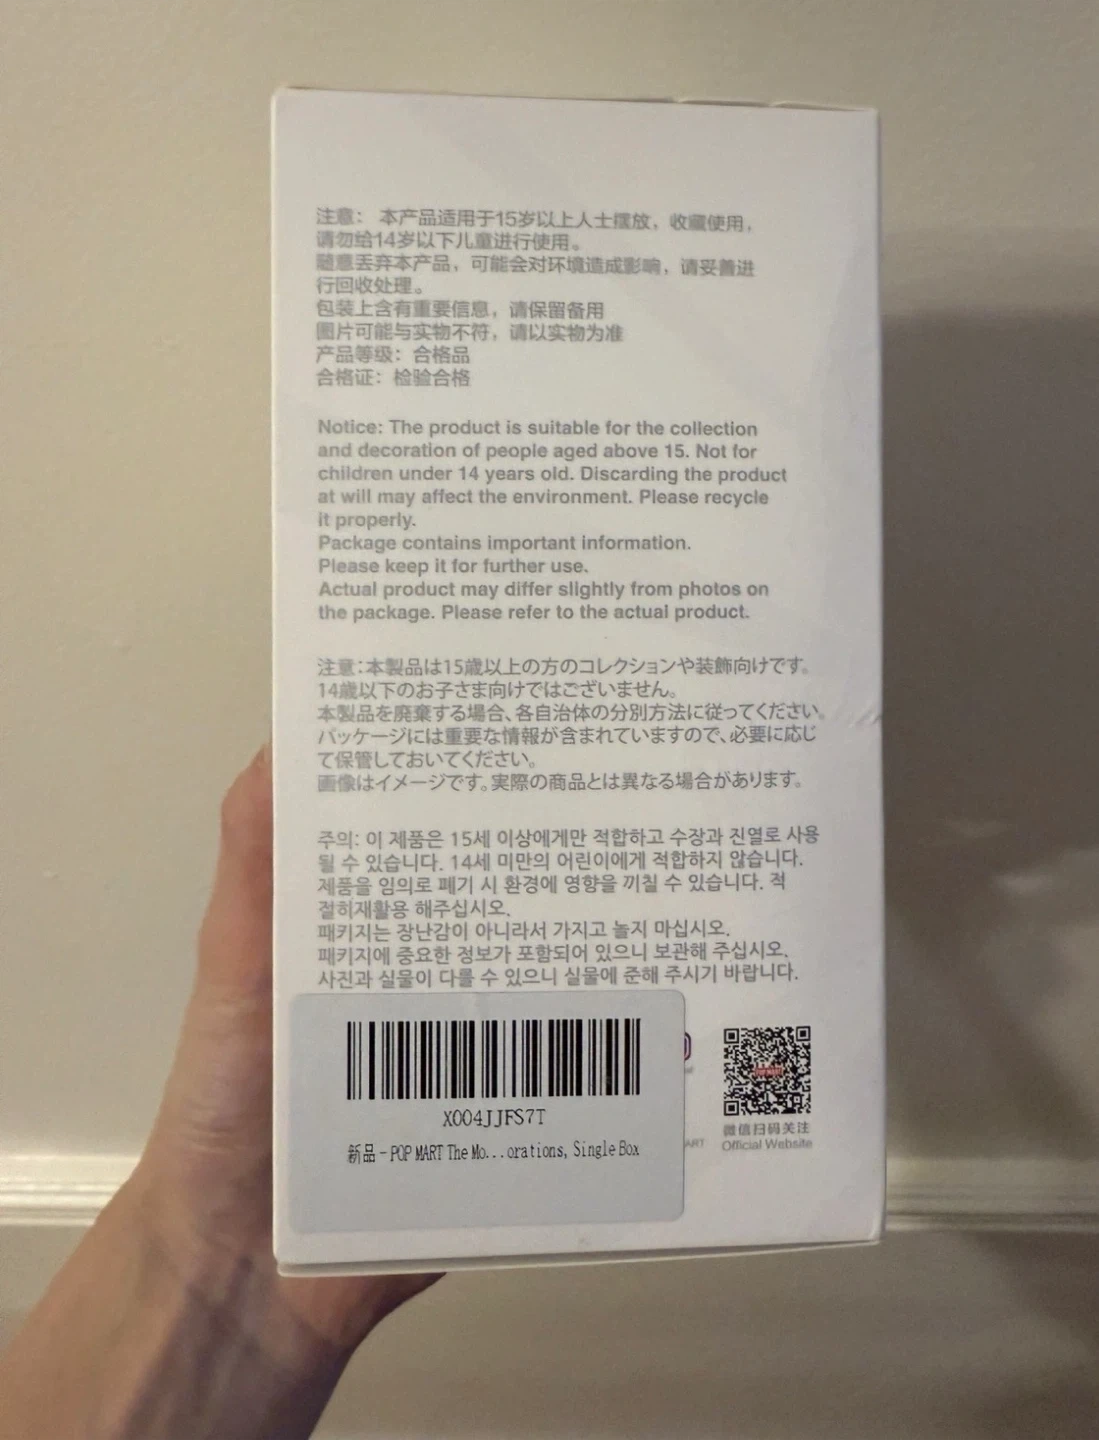 注意： 本产品适用于15岁以上人士摆放，收藏使用，
请勿给14岁以下儿童进行使用。
随意丢弃本产品，可能会对环境造成影响，请妥善进
行回收处理。
包装上含有重要信息，请保留备用
图片可能与实物不符，请以实物为准
产品等级：合格品
合格证：检验合格
Notice: The product is suitable for the collection
and decoration of people aged above 15. Not for
children under 14 years old. Discarding the product
at will may affect the environment. Please recycle
it properly.
Package contains important information.
Please keep it for further use.
Actual product may differ slightly from photos on
the package. Please refer to the actual product.
注意：本製品は15歳以上の方のコレクションや装飾向けです。
14歳以下のお子さま向けではございません。
本製品を廃棄する場合、各自治体の分別方法に従ってください。
パッケージには重要な情報が含まれていますので、必要に応じ
て保管しておいてください。
画像はイメージです。実際の商品とは異なる場合があります。
주의: 이 제품은 15세 이상에게만 적합하고 수장과 진열로 사용
될 수 있습니다. 14세 미만의 어린이에게 적합하지 않습니다.
제품을 임의로 폐기 시 환경에 영향을 끼칠 수 있습니다. 적
절히재활용 해주십시오.
패키지는 장난감이 아니라서 가지고 놀지 마십시오.
패키지에 중요한 정보가 포함되어 있으니 보관해 주십시오.
사진과 실물이 다를 수 있으니 실물에 준해 주시기 바랍니다.
X004JJFS7T
新品 - POP MART The Mo...orations, Single Box
POP MART
微信扫码关注
Official Website
ART